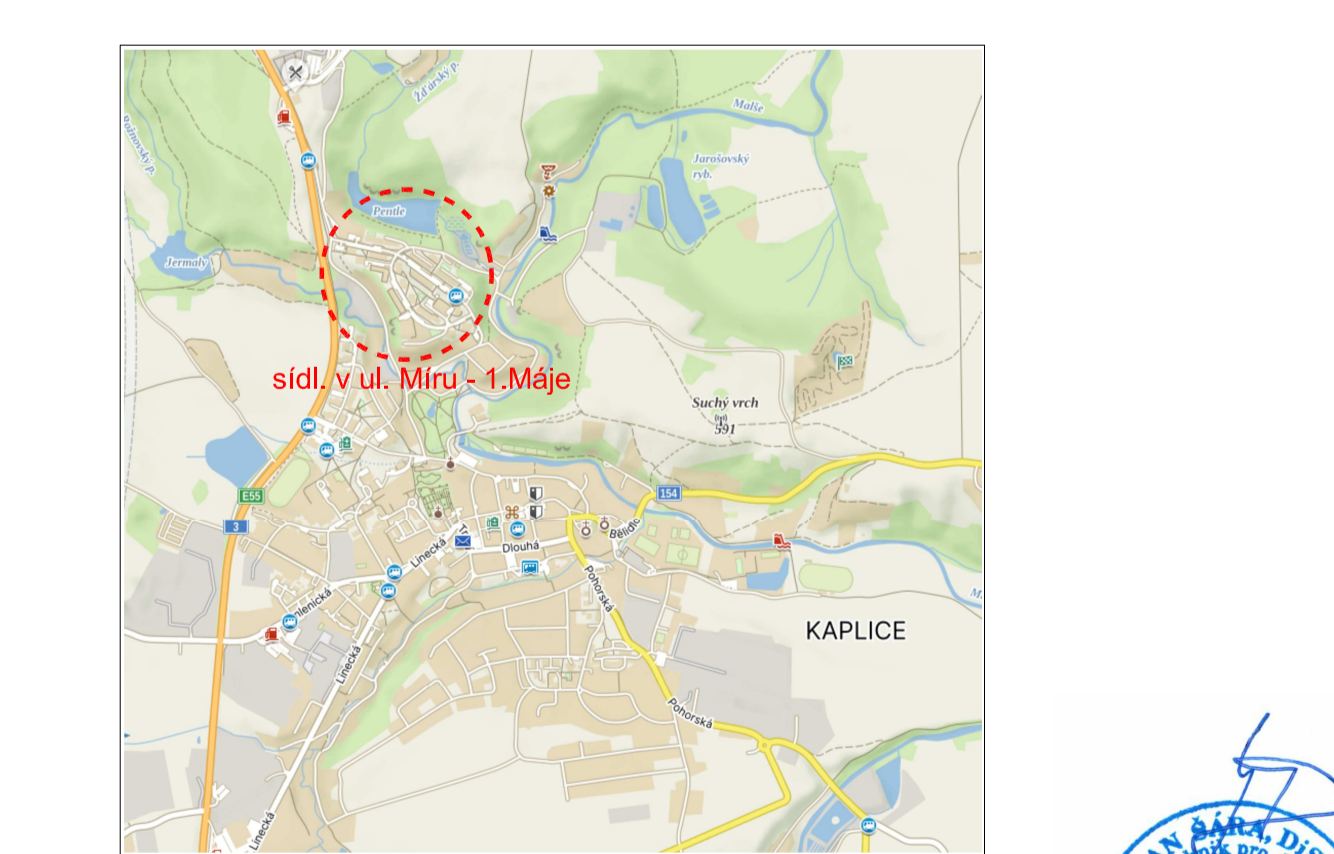 Žďárský p.
Malše
Jarošovský
ryb.
Pentle
Jermaly
sídl. v ul. Míru - 1.Máje
Suchý vrch
591
E55
154
3
Linecká
Dlouhá
Bělidlo
Pohorská
KAPLICE
Linecká
Pohorská
Linecká
ŠÁRA,